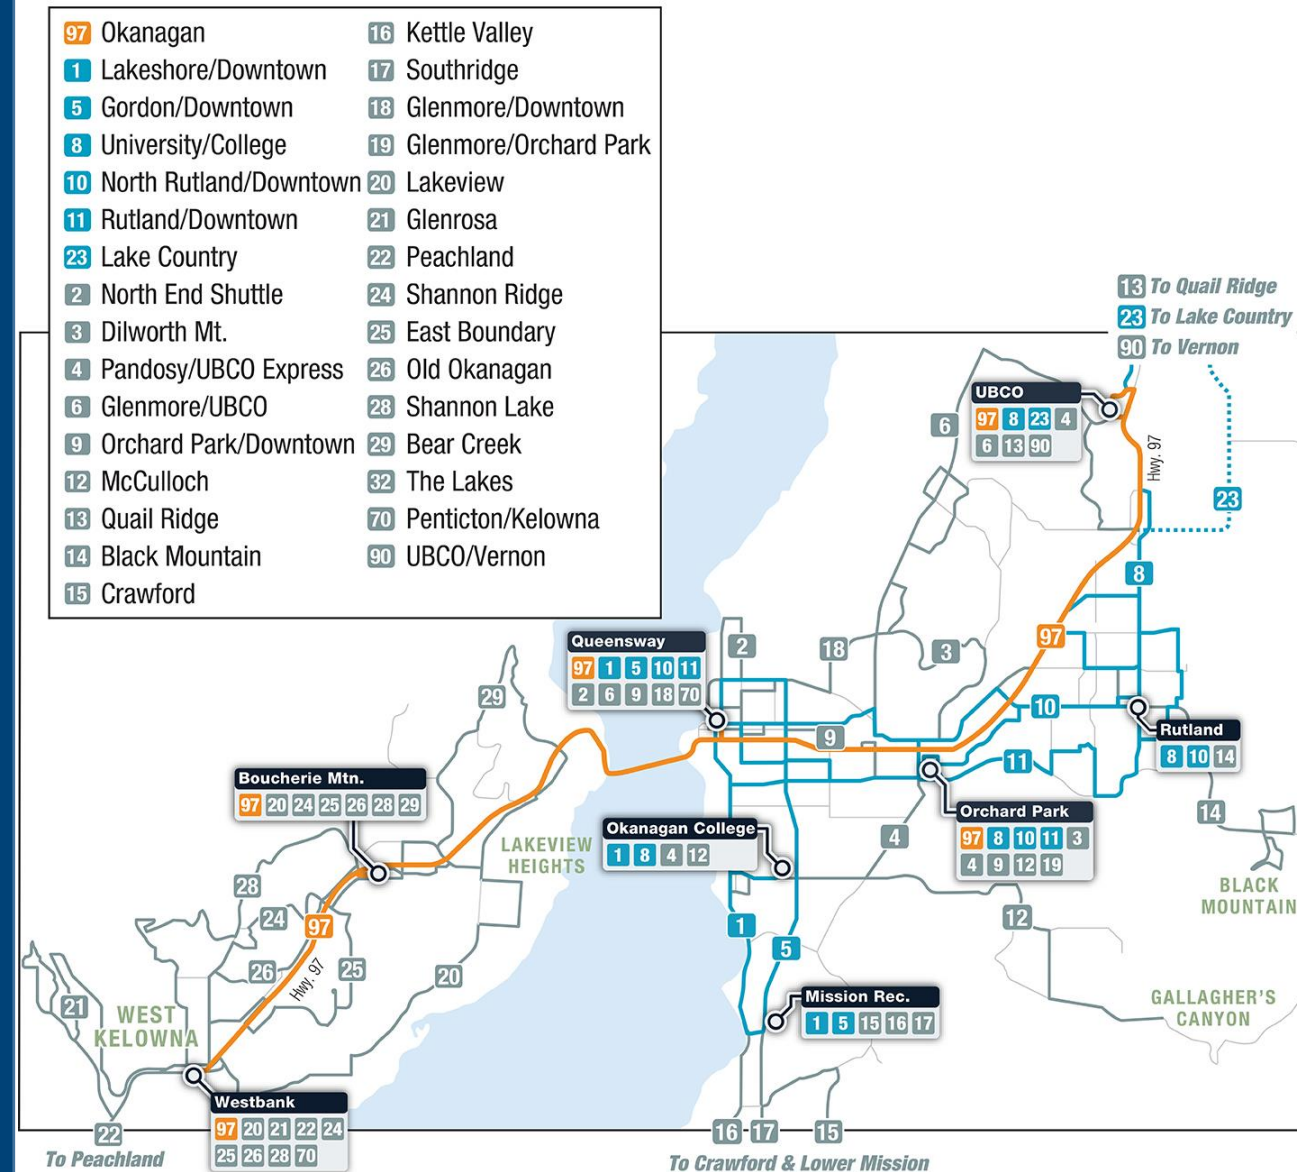 97 Okanagan
1 Lakeshore/Downtown
5 Gordon/Downtown
8 University/College
10 North Rutland/Downtown
11 Rutland/Downtown
23 Lake Country
2 North End Shuttle
3 Dilworth Mt.
4 Pandosy/UBCO Express
6 Glenmore/UBCO
9 Orchard Park/Downtown
12 McCulloch
13 Quail Ridge
14 Black Mountain
15 Crawford
16 Kettle Valley
17 Southridge
18 Glenmore/Downtown
19 Glenmore/Orchard Park
20 Lakeview
21 Glenrosa
22 Peachland
24 Shannon Ridge
25 East Boundary
26 Old Okanagan
28 Shannon Lake
29 Bear Creek
32 The Lakes
70 Penticton/Kelowna
90 UBCO/Vernon
13 To Quail Ridge
23 To Lake Country
90 To Vernon
UBCO
97 8 23 4
6 13 90
6
Hwy. 97
23
8
97
Queensway
97 1 5 10 11
2 6 9 18 70
2
18
3
29
10
9
Rutland
8 10 14
11
Boucherie Mtn.
97 20 24 25 26 28 29
Orchard Park
97 8 10 11 3
4 9 12 19
14
Okanagan College
1 8 4 12
4
LAKEVIEW
HEIGHTS
BLACK
MOUNTAIN
28
24
97
12
1
5
26
Hwy. 97
25
20
Mission Rec.
1 5 15 16 17
21
WEST
KELOWNA
GALLAGHER'S
CANYON
Westbank
97 20 21 22 24
25 26 28 70
22
To Peachland
16
17
15
To Crawford & Lower Mission